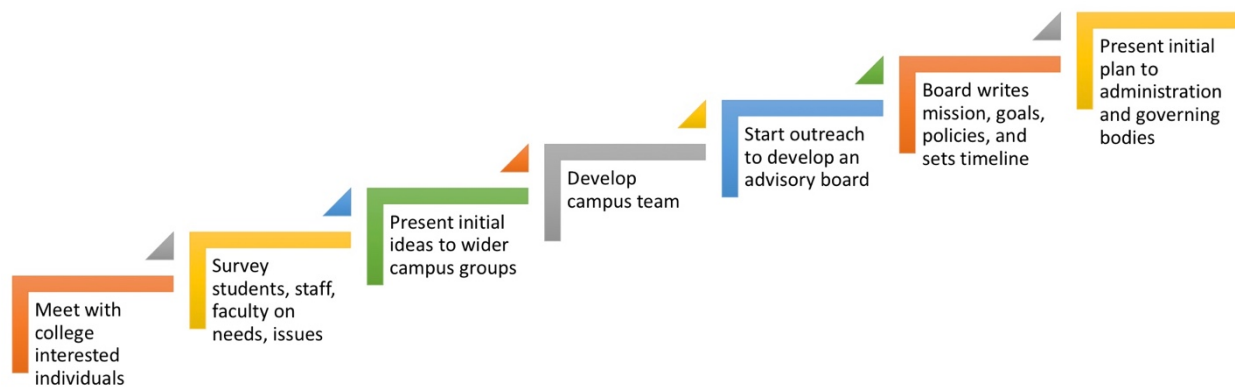 Meet with
college
interested
individuals
Survey
students, staff,
faculty on
needs, issues
Present initial
ideas to wider
campus groups
Develop
campus team
Start outreach
to develop an
advisory board
Board writes
mission, goals,
policies, and
sets timeline
Present initial
plan to
administration
and governing
bodies